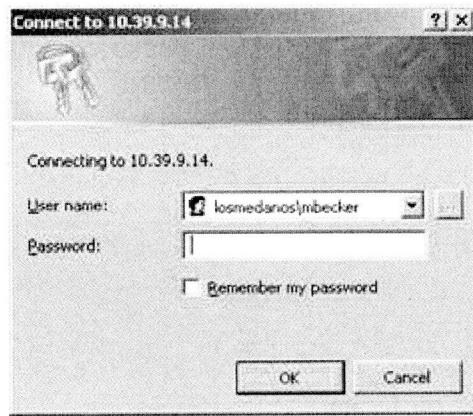 Connect to 10.39.9.14
Connecting to 10.39.9.14.
User name: losmedanos\mbecker
Password:
Remember my password
OK Cancel